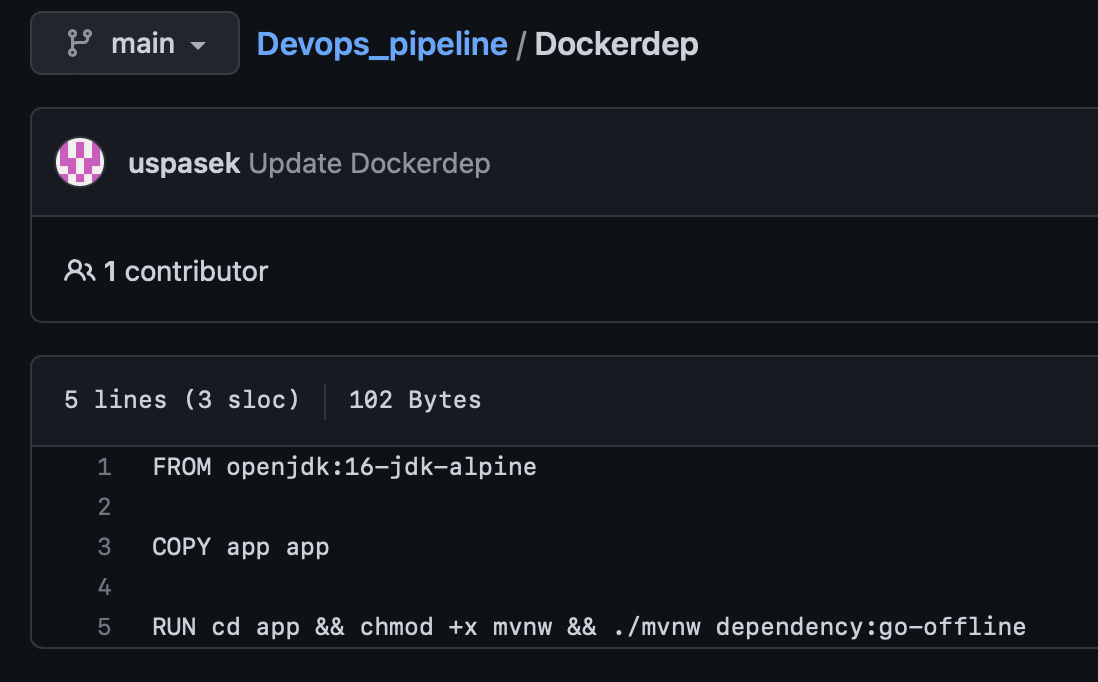 main Devops_pipeline / Dockerdep
uspasek Update Dockerdep
1 contributor
5 lines (3 sloc) 102 Bytes
1 FROM openjdk:16-jdk-alpine
2
3 COPY app app
4
5 RUN cd app && chmod +x mvnw && ./mvnw dependency:go-offline